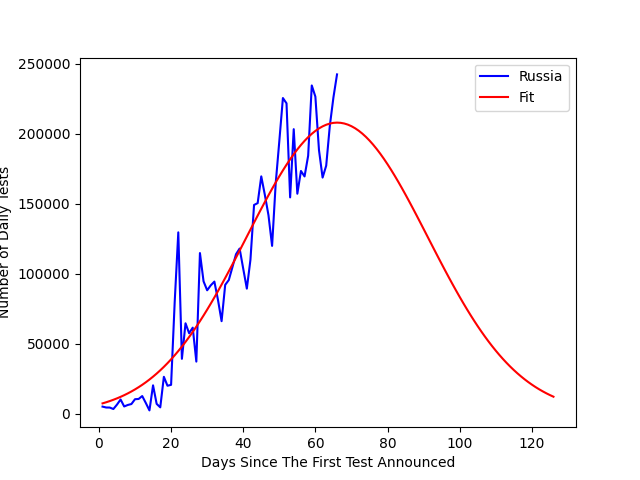 250000
200000
150000
100000
50000
0
Number of Daily Tests
0 20 40 60 80 100 120
Days Since The First Test Announced
Russia
Fit